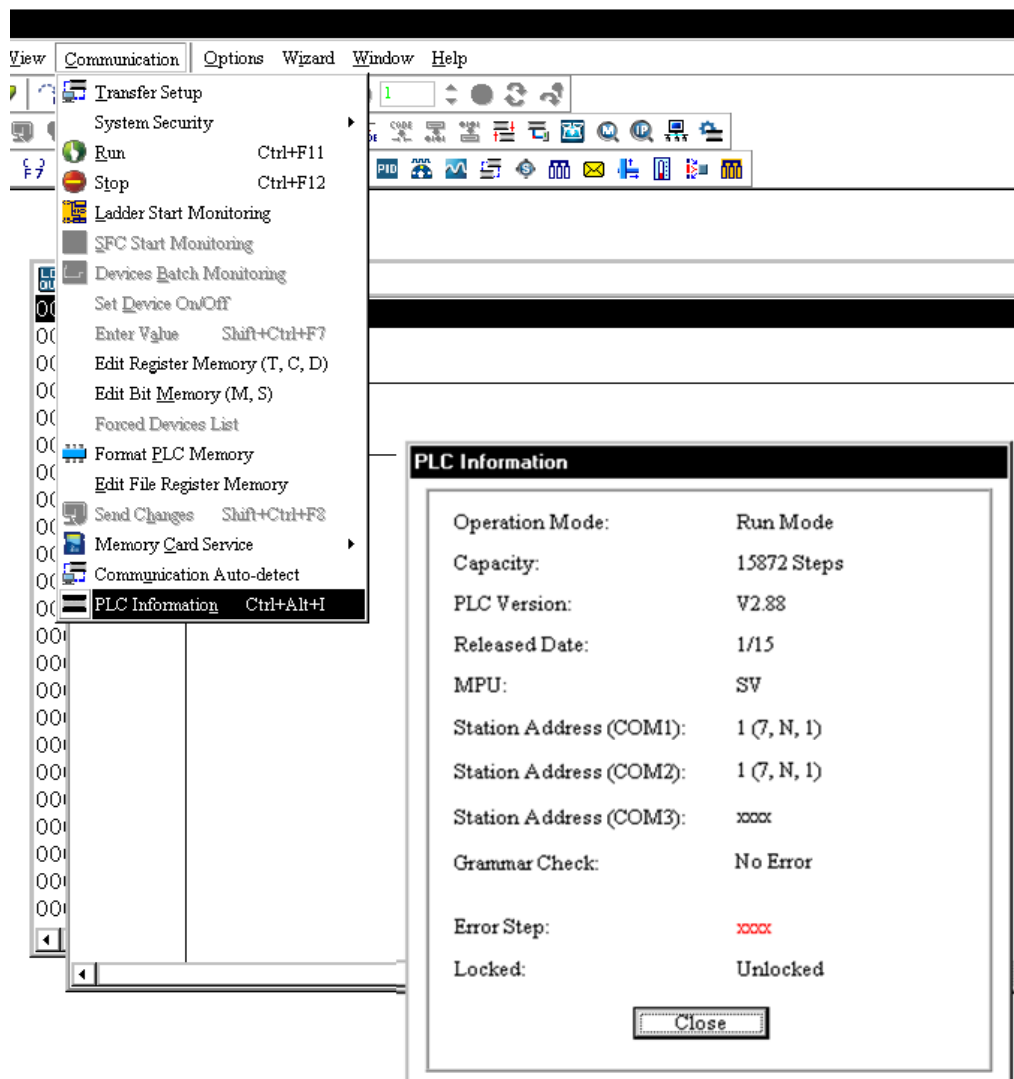 View Communication Options Wizard Window Help
Transfer Setup
1
System Security
CODE
Run Ctrl+F11
PID
Stop Ctrl+F12
Ladder Start Monitoring
SFC Start Monitoring
Devices Batch Monitoring
Set Device On/Off
Enter Value Shift+Ctrl+F7
Edit Register Memory (T, C, D)
Edit Bit Memory (M, S)
Forced Devices List
Format PLC Memory
Edit File Register Memory
Send Changes Shift+Ctrl+F8
Memory Card Service
Communication Auto-detect
PLC Information Ctrl+Alt+I
PLC Information
Operation Mode: Run Mode
Capacity: 15872 Steps
PLC Version: V2.88
Released Date: 1/15
MPU: SV
Station Address (COM1): 1 (7, N, 1)
Station Address (COM2): 1 (7, N, 1)
Station Address (COM3): xxxx
Grammar Check: No Error
Error Step: xxxx
Locked: Unlocked
Close